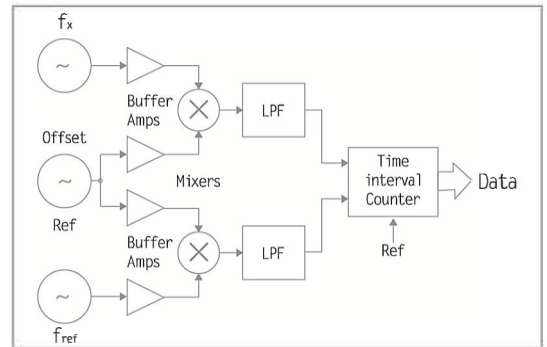 fx
~
Buffer
Amps
LPF
Offset
~
Ref
Mixers
Time
interval
Counter
Data
Ref
Buffer
Amps
LPF
~
fref